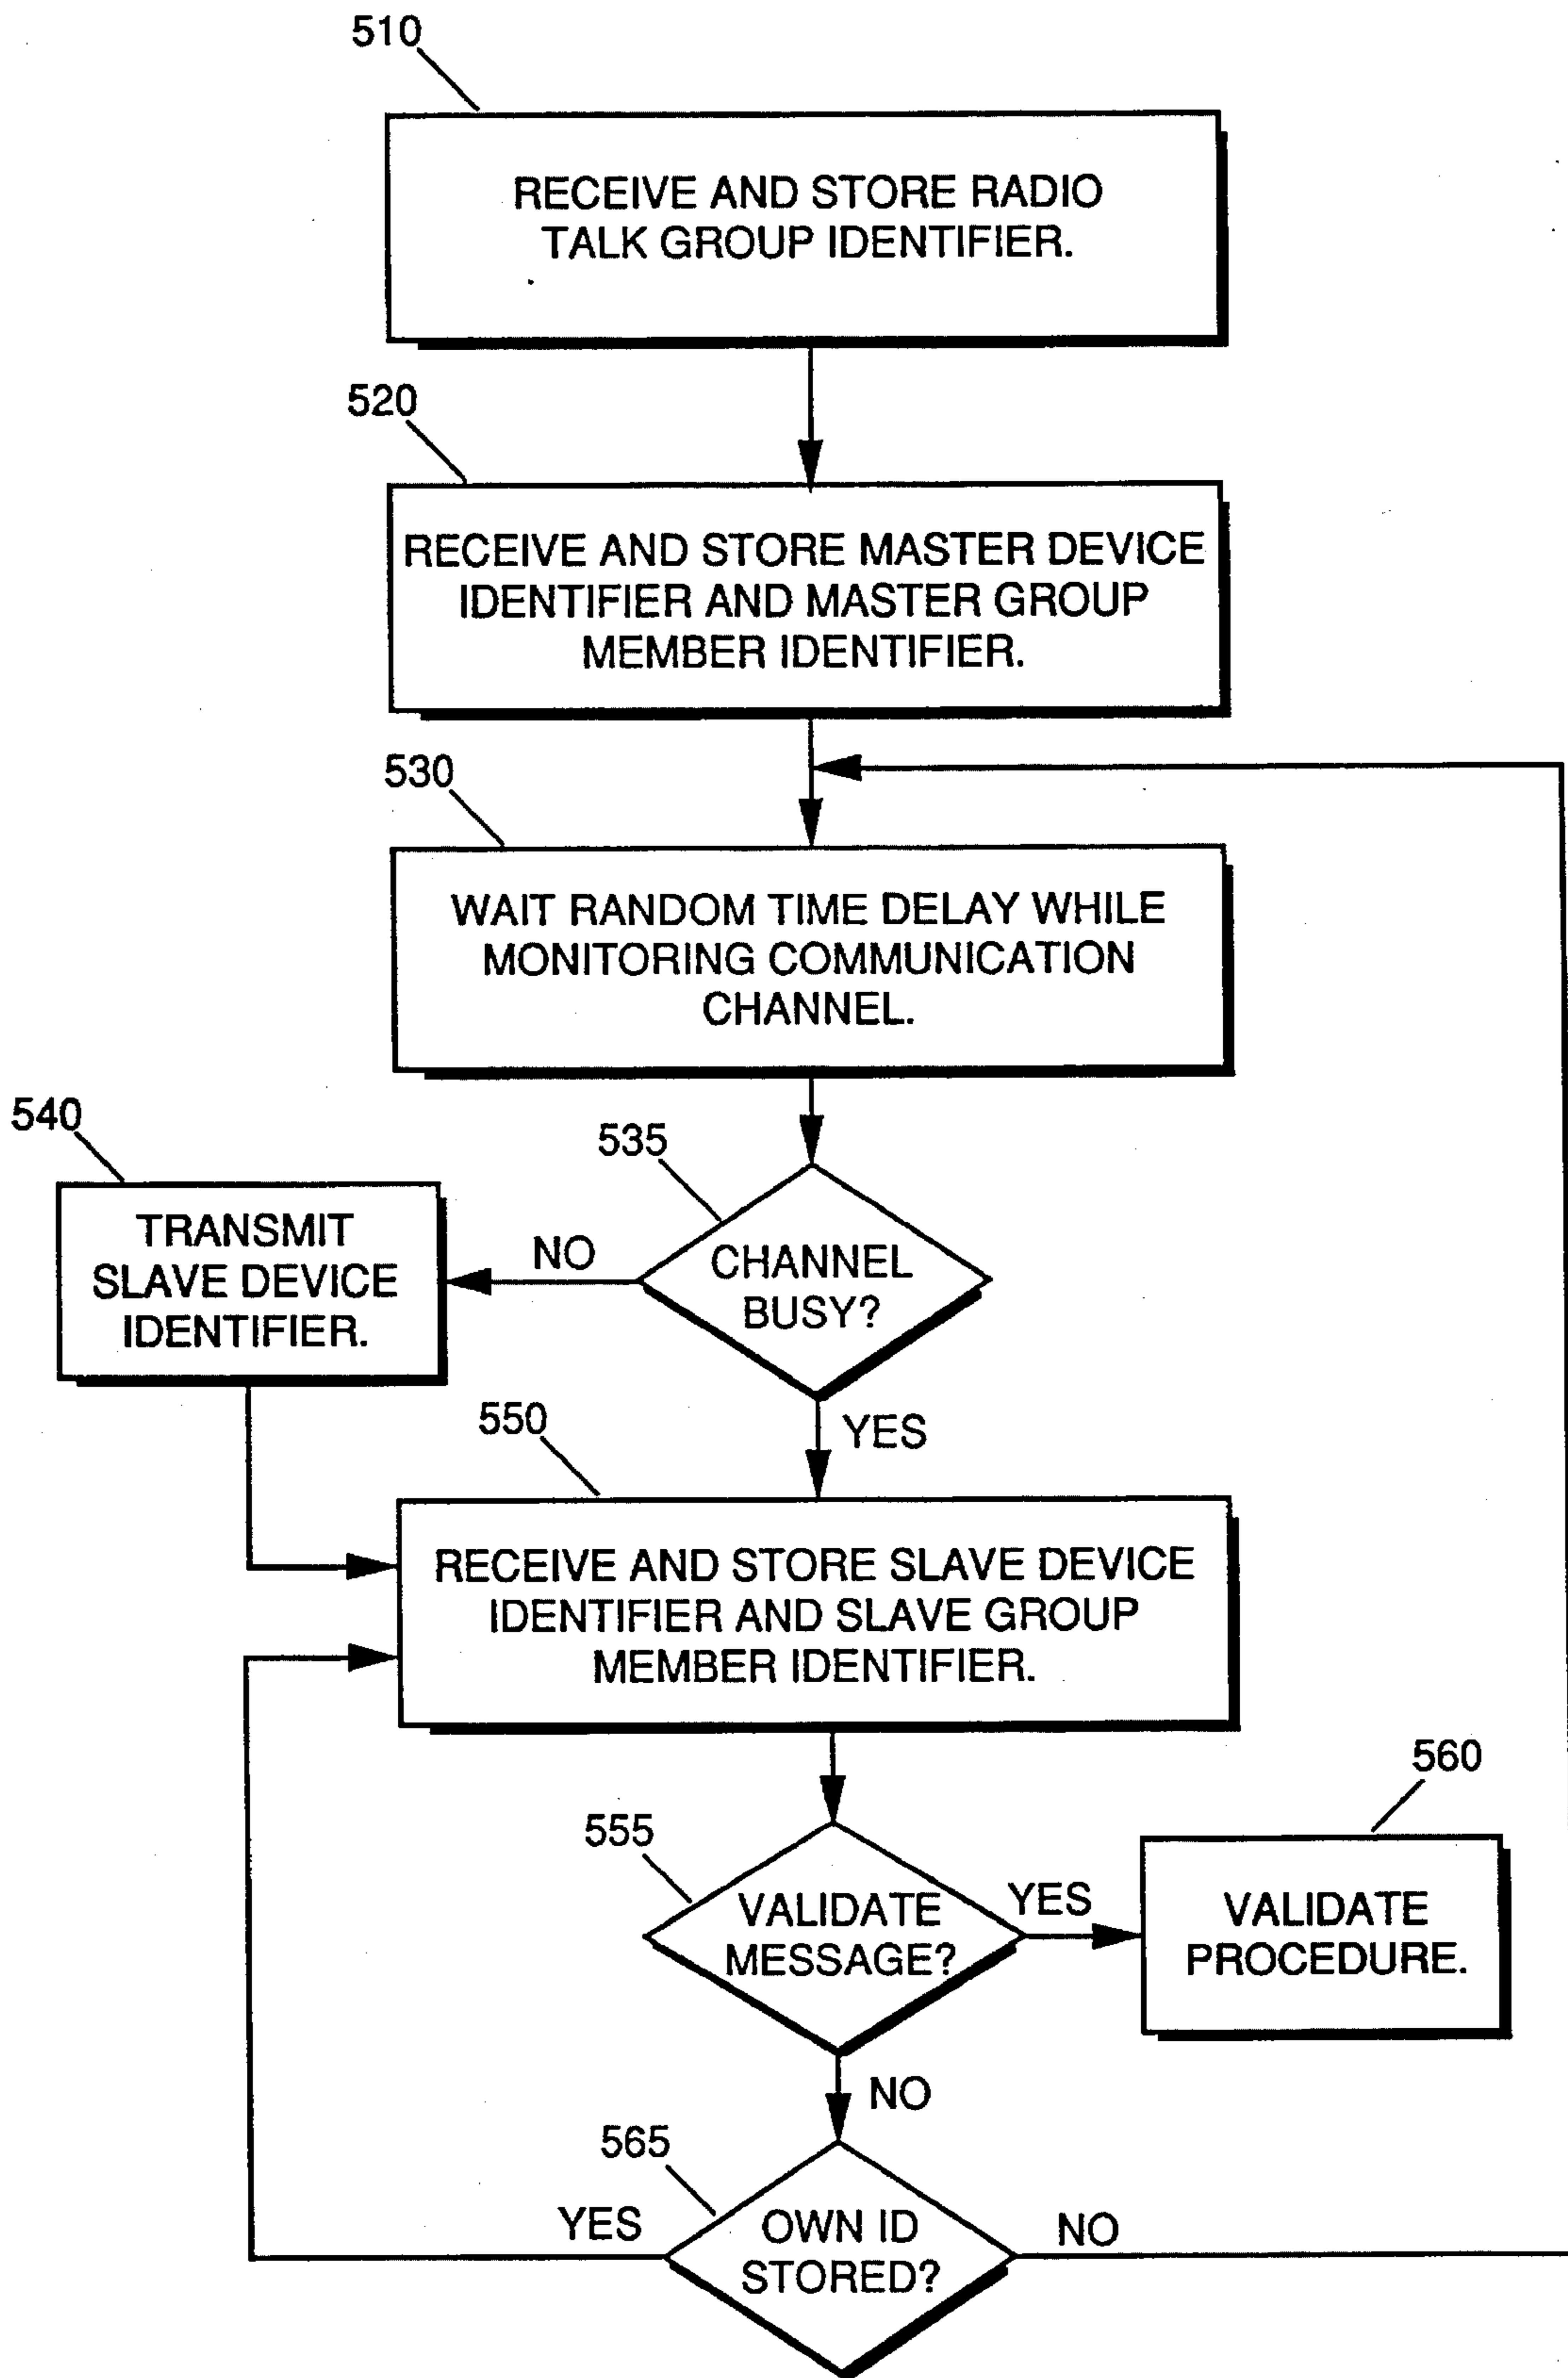 510
RECEIVE AND STORE RADIO
TALK GROUP IDENTIFIER.
520
RECEIVE AND STORE MASTER DEVICE
IDENTIFIER AND MASTER GROUP
MEMBER IDENTIFIER.
530
WAIT RANDOM TIME DELAY WHILE
MONITORING COMMUNICATION
CHANNEL.
540
535
TRANSMIT
SLAVE DEVICE
IDENTIFIER.
NO
CHANNEL
BUSY?
YES
550
RECEIVE AND STORE SLAVE DEVICE
IDENTIFIER AND SLAVE GROUP
MEMBER IDENTIFIER.
560
555
VALIDATE
MESSAGE?
YES
VALIDATE
PROCEDURE.
NO
565
YES
OWN ID
STORED?
NO